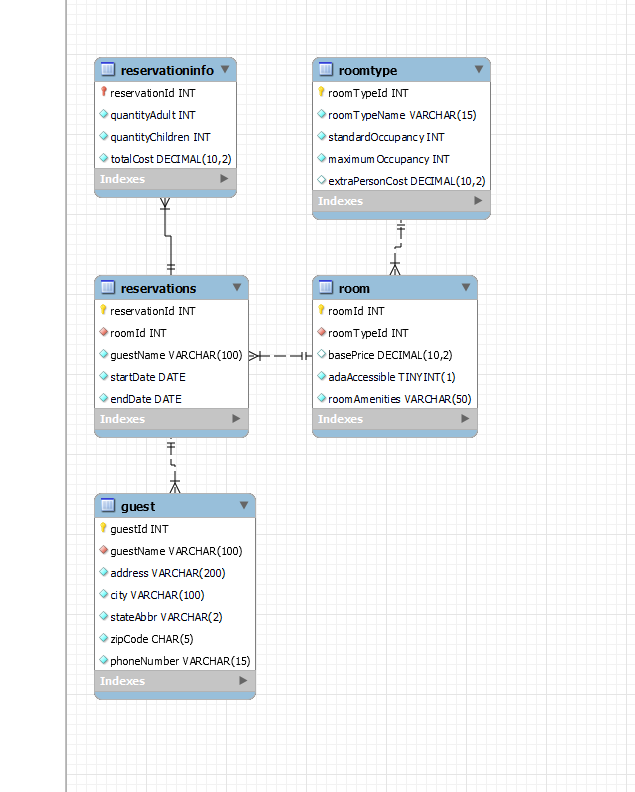 reservationinfo
reservationId INT
quantityAdult INT
quantityChildren INT
totalCost DECIMAL(10,2)
Indexes
roomtype
roomTypeId INT
roomTypeName VARCHAR(15)
standardOccupancy INT
maximumOccupancy INT
extraPersonCost DECIMAL(10,2)
Indexes
reservations
reservationId INT
roomId INT
guestName VARCHAR(100)
startDate DATE
endDate DATE
Indexes
room
roomId INT
roomTypeId INT
basePrice DECIMAL(10,2)
adaAccessible TINYINT(1)
roomAmenities VARCHAR(50)
Indexes
guest
guestId INT
guestName VARCHAR(100)
address VARCHAR(200)
city VARCHAR(100)
stateAbbr VARCHAR(2)
zipCode CHAR(5)
phoneNumber VARCHAR(15)
Indexes